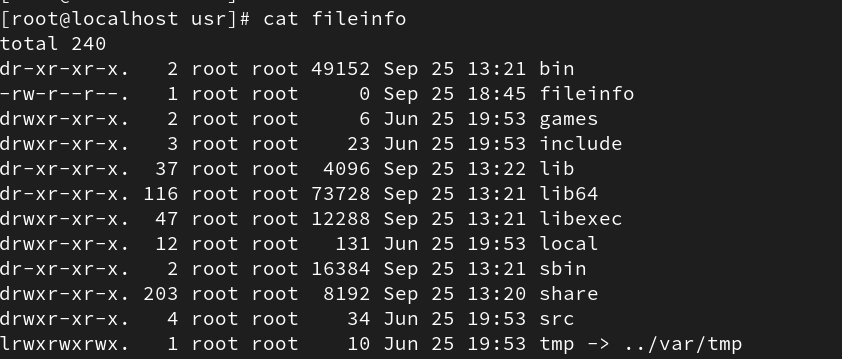 [root@localhost usr]# cat fileinfo
total 240
dr-xr-xr-x.   2 root root 49152 Sep 25 13:21 bin
-rw-r--r--.   1 root root     0 Sep 25 18:45 fileinfo
drwxr-xr-x.   2 root root     6 Jun 25 19:53 games
drwxr-xr-x.   3 root root    23 Jun 25 19:53 include
dr-xr-xr-x.  37 root root  4096 Sep 25 13:22 lib
dr-xr-xr-x. 116 root root 73728 Sep 25 13:21 lib64
drwxr-xr-x.  47 root root 12288 Sep 25 13:21 libexec
drwxr-xr-x.  12 root root   131 Jun 25 19:53 local
dr-xr-xr-x.   2 root root 16384 Sep 25 13:21 sbin
drwxr-xr-x. 203 root root  8192 Sep 25 13:20 share
drwxr-xr-x.   4 root root    34 Jun 25 19:53 src
lrwxrwxrwx.   1 root root    10 Jun 25 19:53 tmp -> ../var/tmp